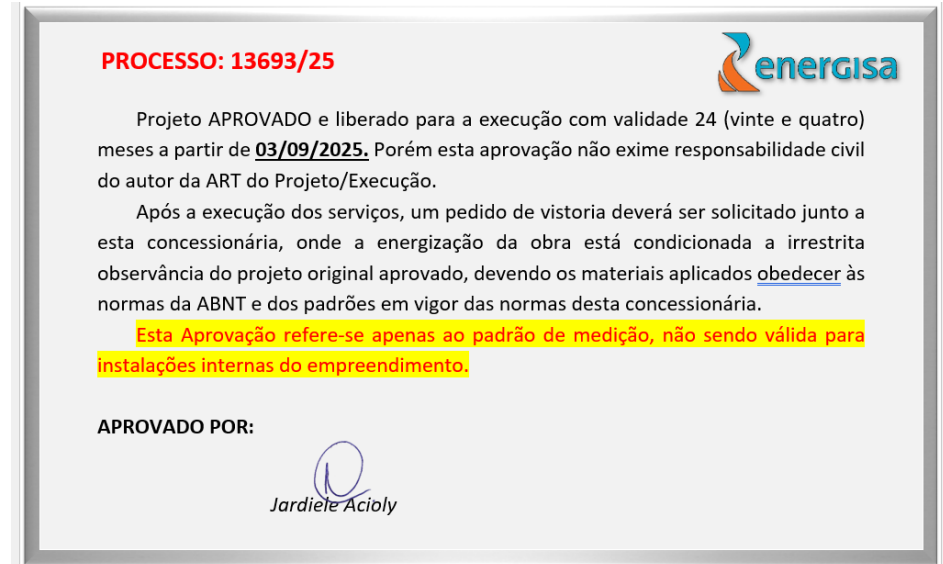 PROCESSO: 13693/25
energisa
Projeto APROVADO e liberado para a execução com validade 24 (vinte e quatro)
meses a partir de 03/09/2025. Porém esta aprovação não exime responsabilidade civil
do autor da ART do Projeto/Execução.
Após a execução dos serviços, um pedido de vistoria deverá ser solicitado junto a
esta concessionária, onde a energização da obra está condicionada a irrestrita
observância do projeto original aprovado, devendo os materiais aplicados obedecer às
normas da ABNT e dos padrões em vigor das normas desta concessionária.
Esta Aprovação refere-se apenas ao padrão de medição, não sendo válida para
instalações internas do empreendimento.
APROVADO POR:
Jardiele Acioly